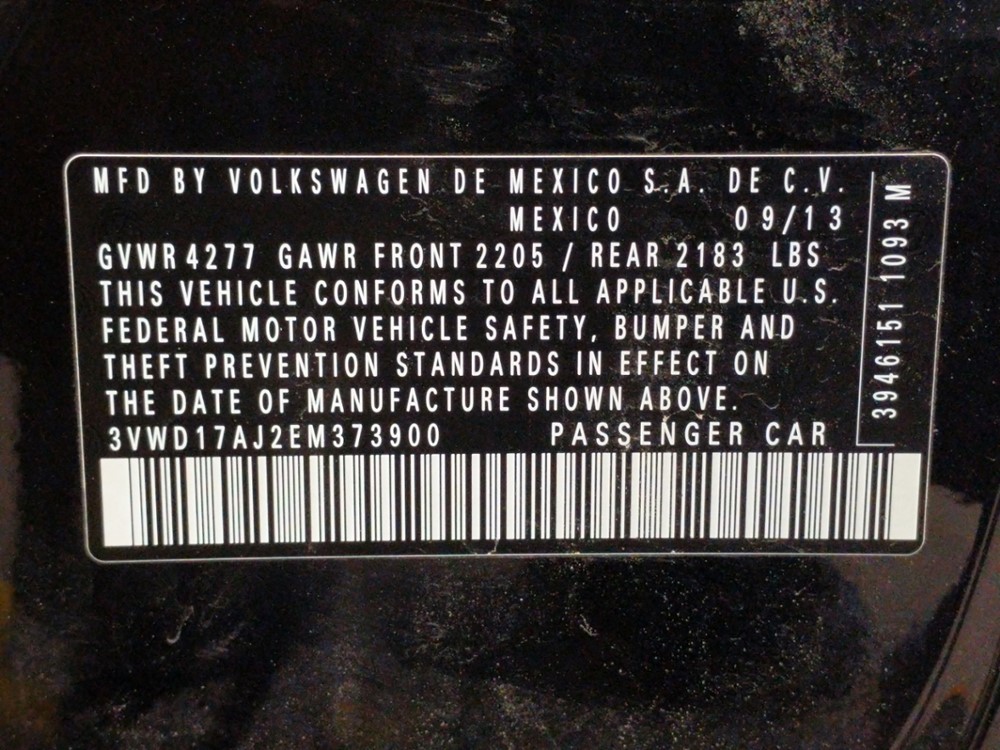 MFD BY VOLKSWAGEN DE MEXICO S.A. DE C.V.
MEXICO 09/13
GVWR 4277 GAWR FRONT 2205 / REAR 2183 LBS
THIS VEHICLE CONFORMS TO ALL APPLICABLE U.S.
FEDERAL MOTOR VEHICLE SAFETY, BUMPER AND
THEFT PREVENTION STANDARDS IN EFFECT ON
THE DATE OF MANUFACTURE SHOWN ABOVE.
3VWD17AJ2EM373900 PASSENGER CAR
3946151 1093 M